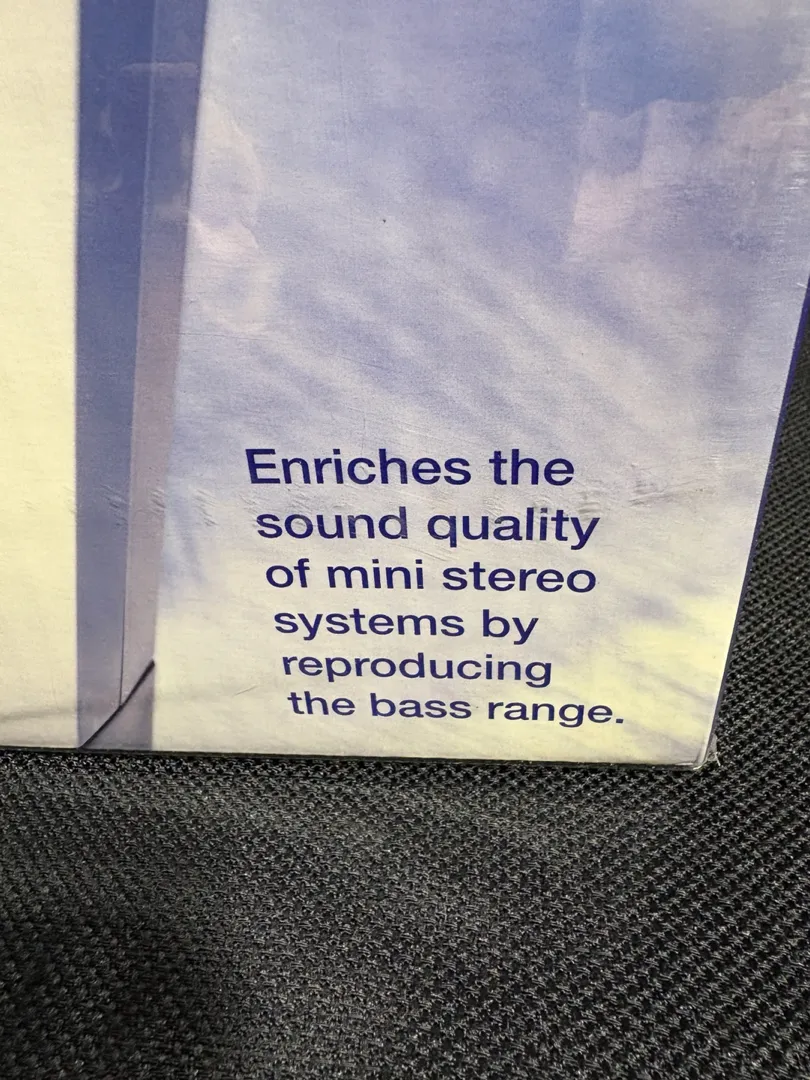 Enriches the
sound quality
of mini stereo
systems by
reproducing
the bass range.